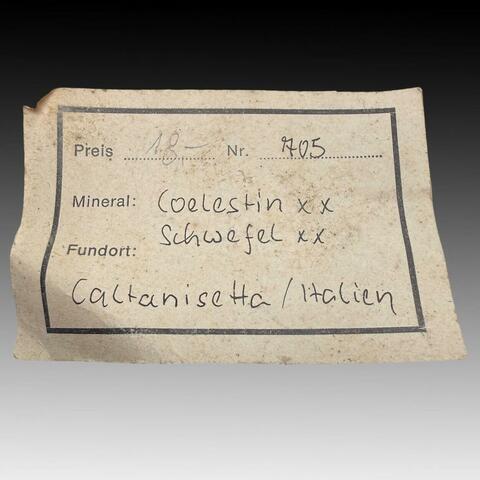 Preis 18,- Nr. 705
Mineral: Coelestin xx
Schwefel xx
Fundort:
Caltanisetta / Italien